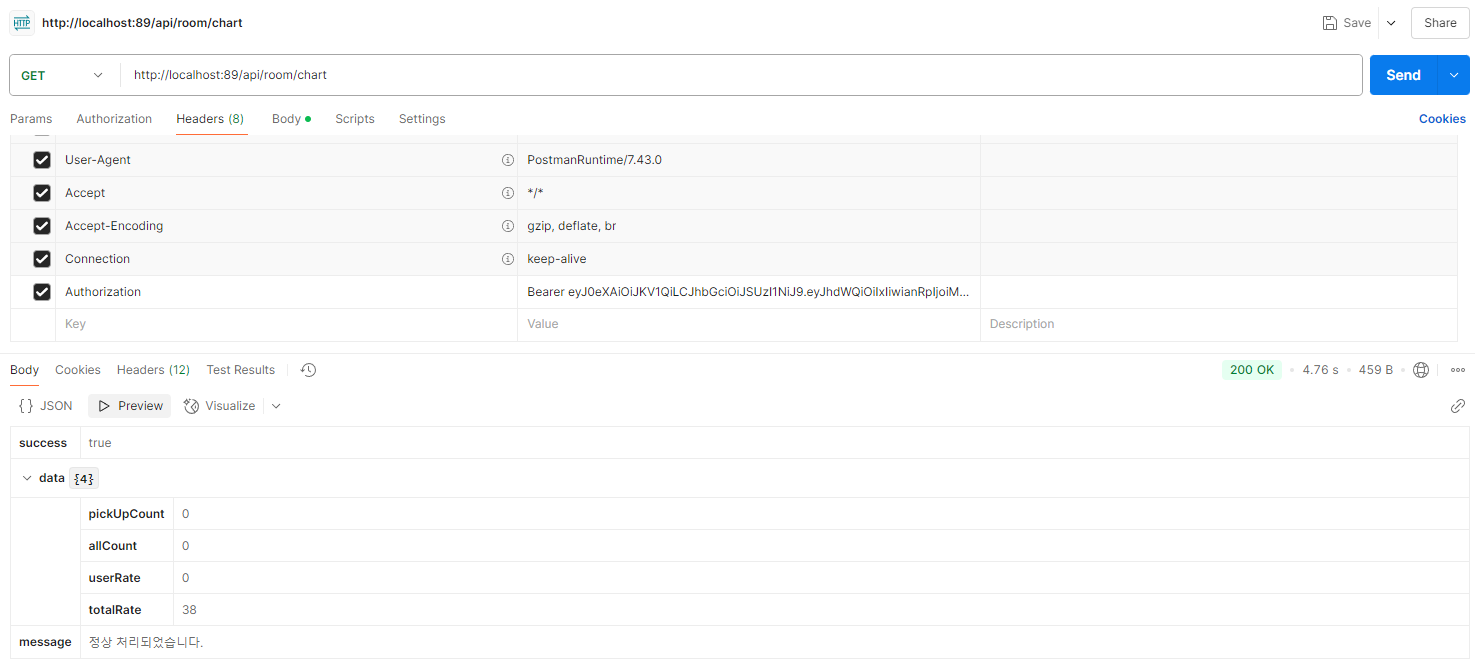 HTTP http://localhost:89/api/room/chart Save Share
GET http://localhost:89/api/room/chart Send
Params Authorization Headers (8) Body Scripts Settings Cookies
User-Agent PostmanRuntime/7.43.0
Accept */*
Accept-Encoding gzip, deflate, br
Connection keep-alive
Authorization Bearer eyJ0eXAiOiJKV1QiLCJhbGciOiJSUzI1NiJ9.eyJhdWQiOiIxIiwianRpIjoiM...
Key Value Description
Body Cookies Headers (12) Test Results 200 OK • 4.76 s • 459 B •
{} JSON Preview Visualize
success true
data {4}
pickUpCount 0
allCount 0
userRate 0
totalRate 38
message 정상 처리되었습니다.